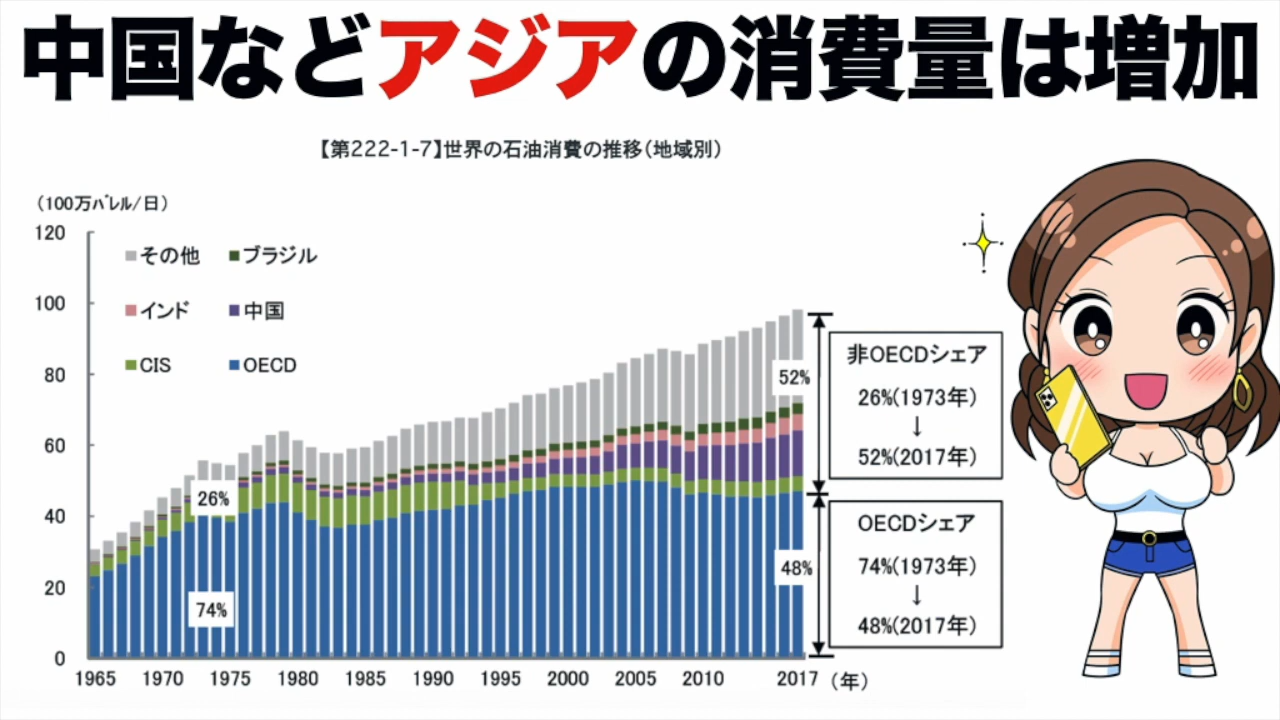 中国などアジアの消費量は増加
【第222-1-7】世界の石油消費の推移（地域別）
（100万バレル/日）
120
100
80
60
40
20
0
その他 ブラジル
インド 中国
CIS OECD
26%
74%
52%
48%
非OECDシェア
26%(1973年)
↓
52%(2017年)
OECDシェア
74%(1973年)
↓
48%(2017年)
1965 1970 1975 1980 1985 1990 1995 2000 2005 2010 2017 （年）